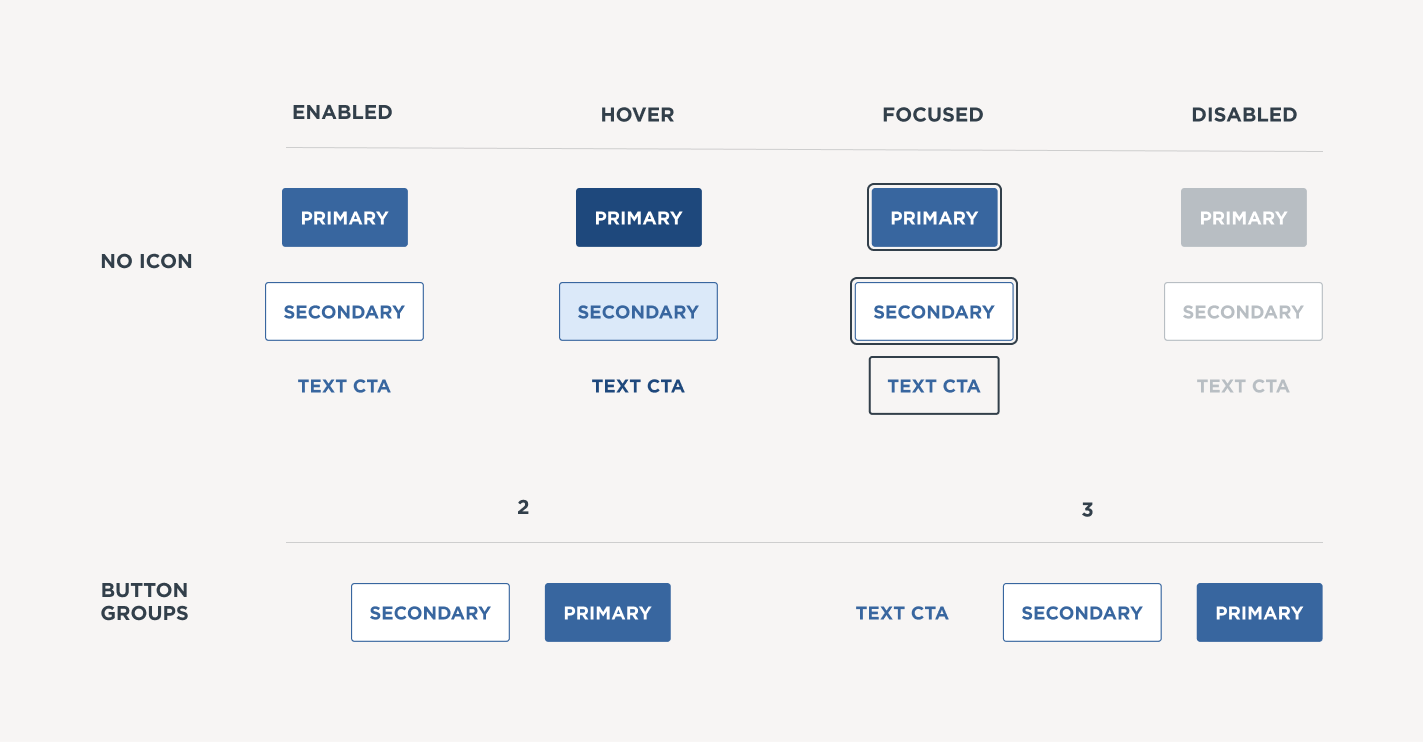 ENABLED HOVER FOCUSED DISABLED
PRIMARY PRIMARY PRIMARY PRIMARY
NO ICON
SECONDARY SECONDARY SECONDARY SECONDARY
TEXT CTA TEXT CTA TEXT CTA TEXT CTA
2 3
BUTTON
GROUPS
SECONDARY PRIMARY TEXT CTA SECONDARY PRIMARY